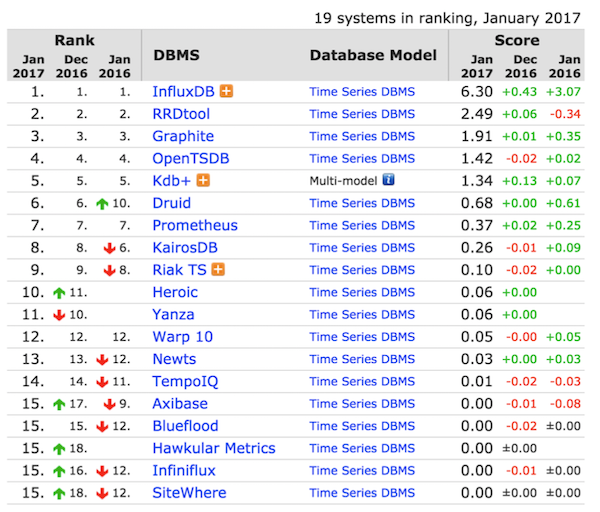 19 systems in ranking, January 2017
Rank DBMS Database Model Score
Jan 2017 Dec 2016 Jan 2016 Jan 2017 Dec 2016 Jan 2016
1. 1. 1. InfluxDB Time Series DBMS 6.30 +0.43 +3.07
2. 2. 2. RRDtool Time Series DBMS 2.49 +0.06 -0.34
3. 3. 3. Graphite Time Series DBMS 1.91 +0.01 +0.35
4. 4. 4. OpenTSDB Time Series DBMS 1.42 -0.02 +0.02
5. 5. 5. Kdb+ Multi-model 1.34 +0.13 +0.07
6. 6. 10. Druid Time Series DBMS 0.68 +0.00 +0.61
7. 7. 7. Prometheus Time Series DBMS 0.37 +0.02 +0.25
8. 8. 6. KairosDB Time Series DBMS 0.26 -0.01 +0.09
9. 9. 8. Riak TS Time Series DBMS 0.10 -0.02 +0.00
10. 11. Heroic Time Series DBMS 0.06 +0.00
11. 10. Yanza Time Series DBMS 0.06 +0.00
12. 12. 12. Warp 10 Time Series DBMS 0.05 -0.00 +0.05
13. 13. 12. Newts Time Series DBMS 0.03 +0.00 +0.03
14. 14. 11. TempoIQ Time Series DBMS 0.01 -0.02 -0.03
15. 17. 9. Axibase Time Series DBMS 0.00 -0.01 -0.08
15. 15. 12. Blueflood Time Series DBMS 0.00 -0.02 ±0.00
15. 18. Hawkular Metrics Time Series DBMS 0.00 ±0.00
15. 16. 12. Infiniflux Time Series DBMS 0.00 -0.01 ±0.00
15. 18. 12. SiteWhere Time Series DBMS 0.00 ±0.00 ±0.00